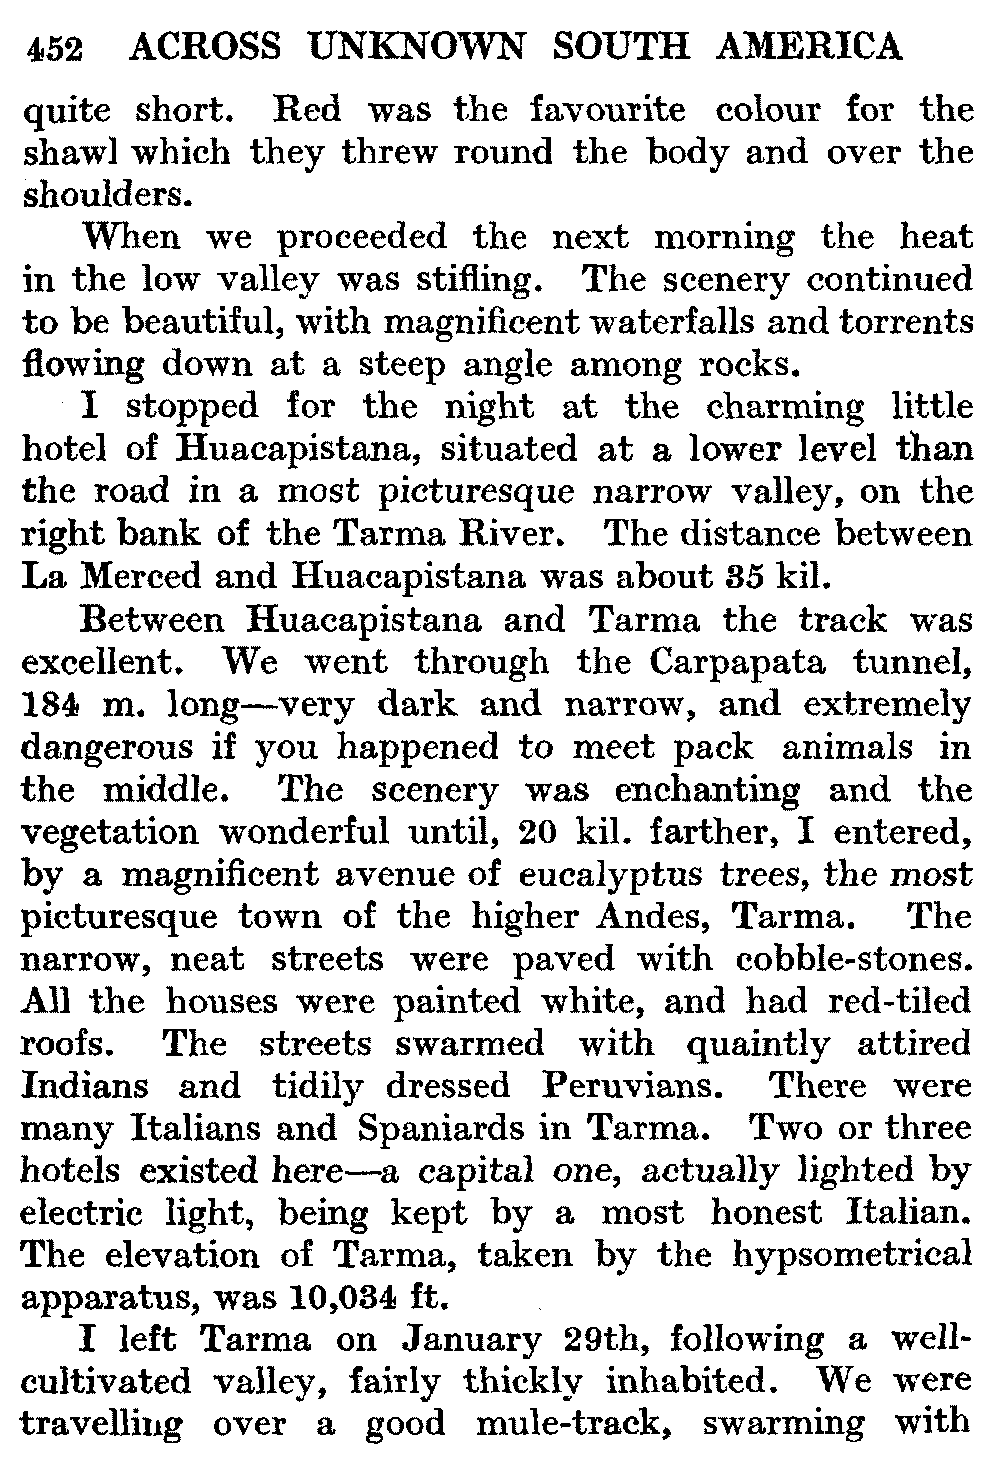 452 ACROSS UNKNOWN SOUTH AMERICA
quite short. Red was the favourite colour for the
shawl which they threw round the body and over the
shoulders.
When we proceeded the next morning the heat
in the low valley was stifling. The scenery continued
to be beautiful, with magnificent waterfalls and torrents
flowing down at a steep angle among rocks.
I stopped for the night at the charming little
hotel of Huacapistana, situated at a lower level than
the road in a most picturesque narrow valley, on the
right bank of the Tarma River. The distance between
La Merced and Huacapistana was about 35 kil.
Between Huacapistana and Tarma the track was
excellent. We went through the Carpapata tunnel,
184 m. long—very dark and narrow, and extremely
dangerous if you happened to meet pack animals in
the middle. The scenery was enchanting and the
vegetation wonderful until, 20 kil. farther, I entered,
by a magnificent avenue of eucalyptus trees, the most
picturesque town of the higher Andes, Tarma. The
narrow, neat streets were paved with cobble-stones.
All the houses were painted white, and had red-tiled
roofs. The streets swarmed with quaintly attired
Indians and tidily dressed Peruvians. There were
many Italians and Spaniards in Tarma. Two or three
hotels existed here—a capital one, actually lighted by
electric light, being kept by a most honest Italian.
The elevation of Tarma, taken by the hypsometrical
apparatus, was 10,034 ft.
I left Tarma on January 29th, following a well-
cultivated valley, fairly thickly inhabited. We were
travelling over a good mule-track, swarming with